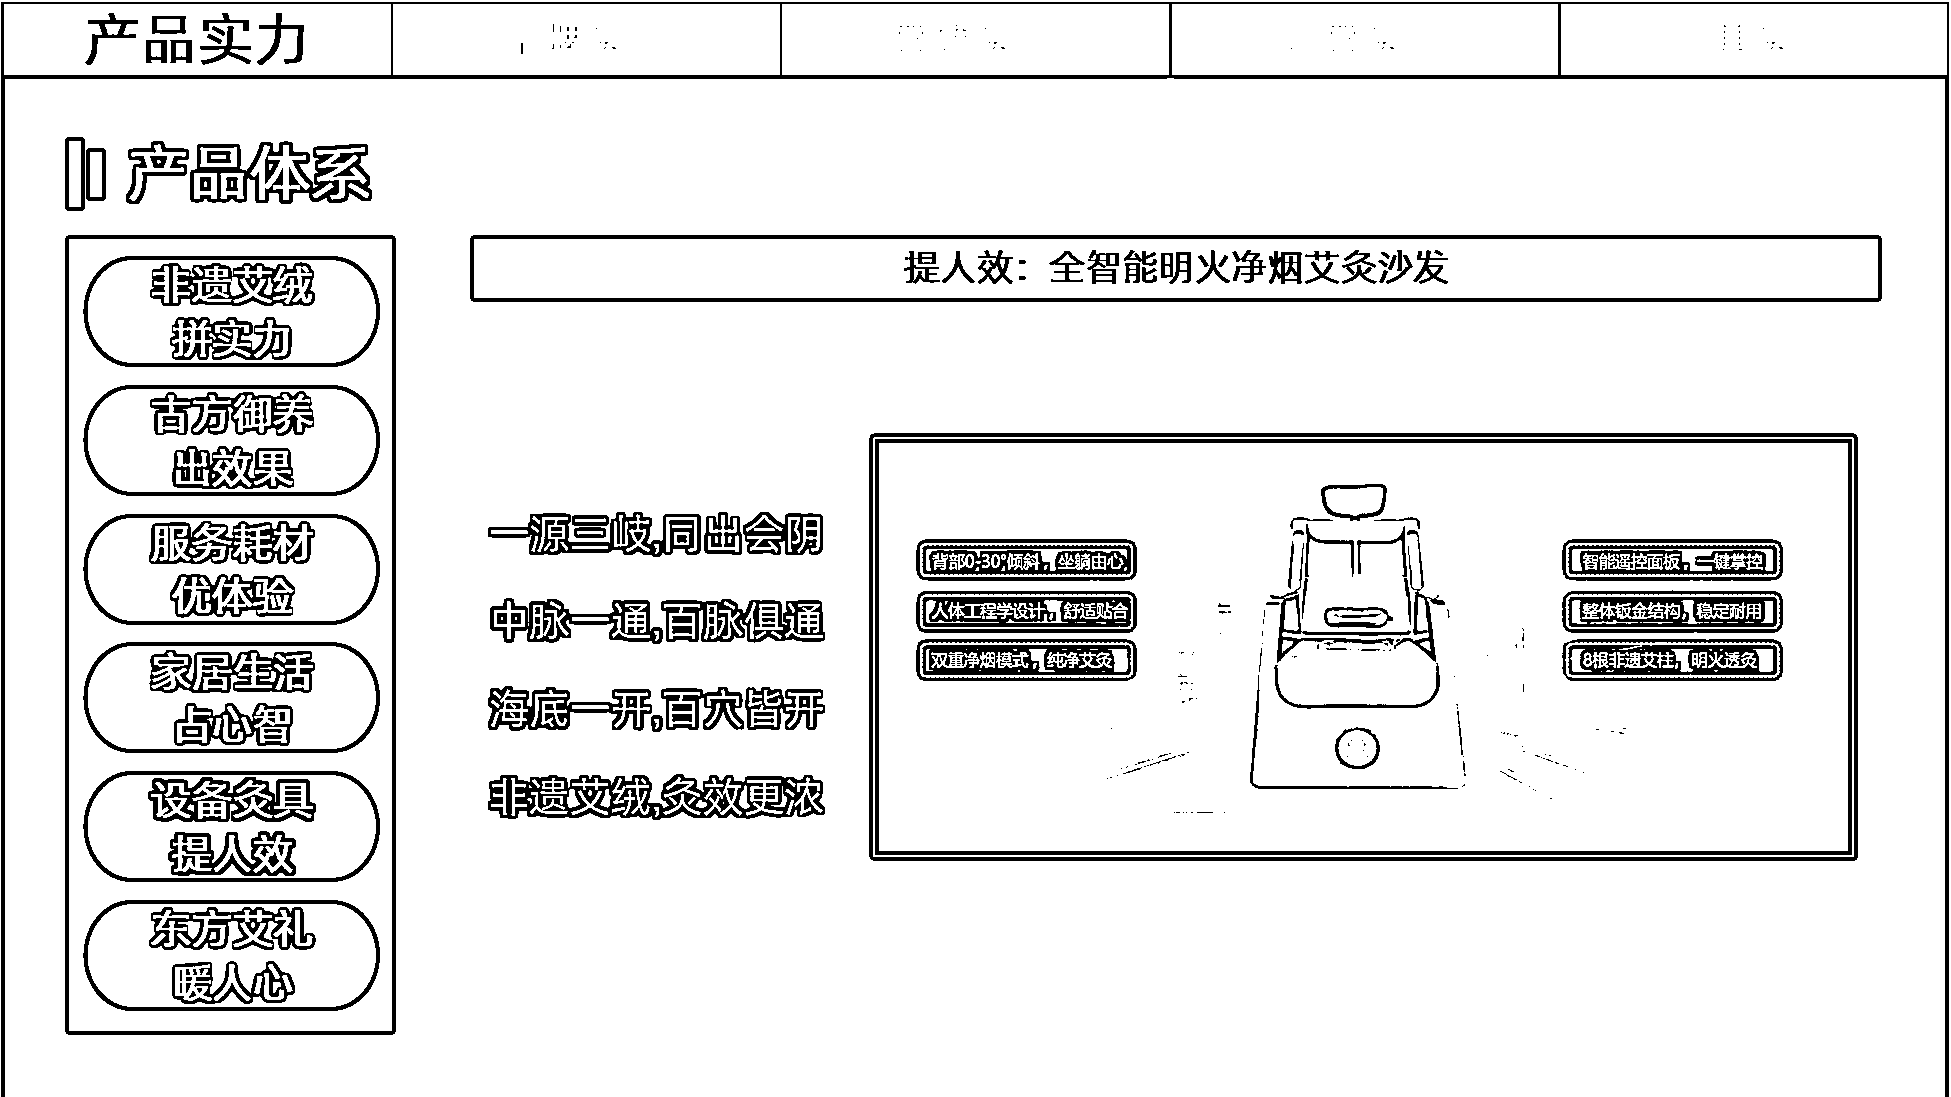 产品实力
产品体系
非遗艾绒
拼实力
古方御养
出效果
服务耗材
优体验
家居生活
占心智
设备灸具
提人效
东方艾礼
暖人心
提人效：全智能明火净烟艾灸沙发
一源三岐,同出会阴
中脉一通,百脉俱通
海底一开,百穴皆开
非遗艾绒,灸效更浓
背部0-30°倾斜，坐躺由心
人体工程学设计，舒适贴合
双重净烟模式，纯净艾灸
智能遥控面板，一键掌控
整体钣金结构，稳定耐用
8根非遗艾柱，明火透灸